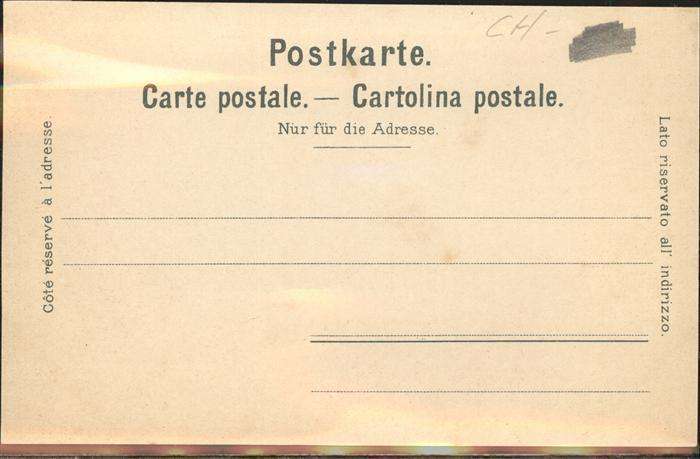 CH-
Postkarte.
Carte postale. — Cartolina postale.
Nur für die Adresse.
Côté réservé à l'adresse
Lato riservato all' indirizzo.